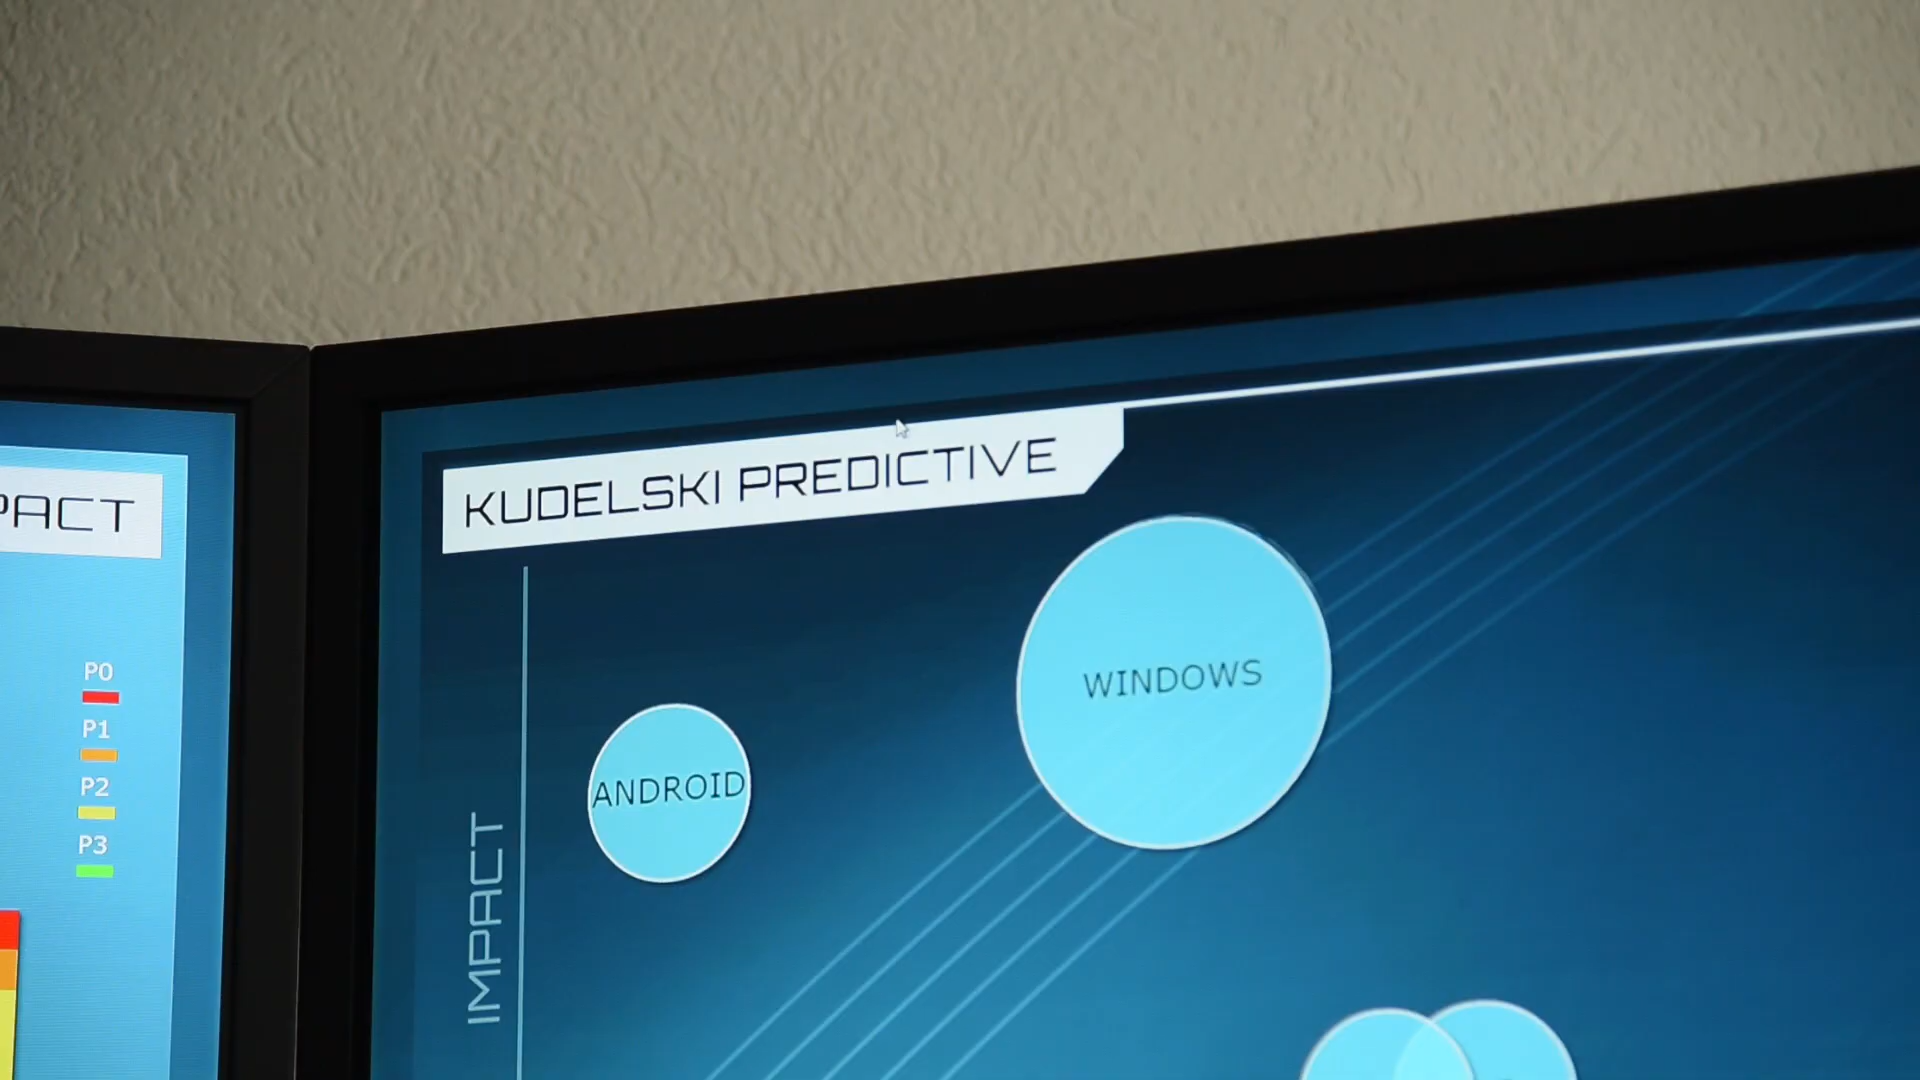 PACT
P0
P1
P2
P3
KUDELSKI PREDICTIVE
WINDOWS
ANDROID
IMPACT